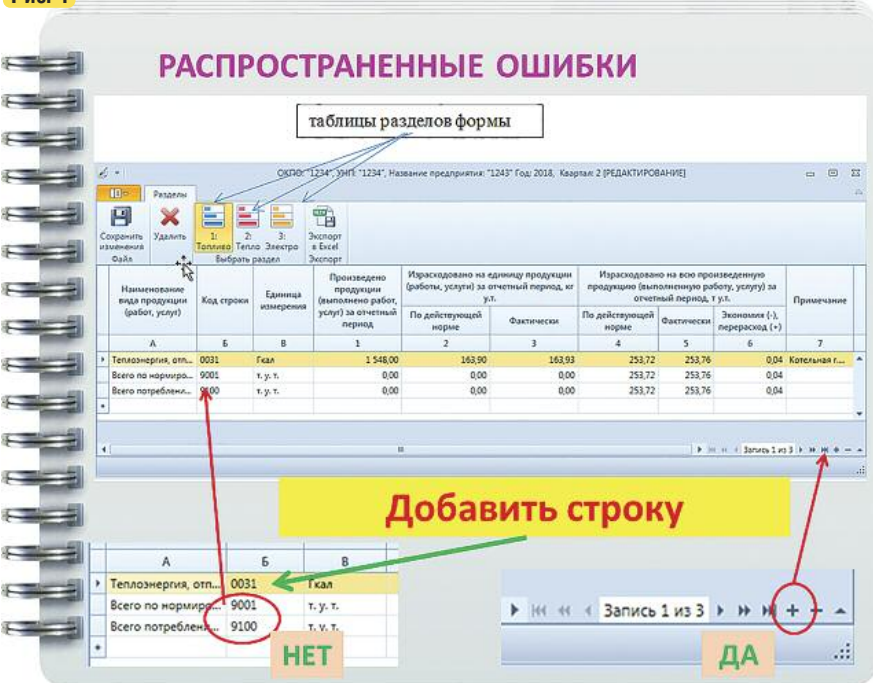 РАСПРОСТРАНЕННЫЕ ОШИБКИ
таблицы разделов формы
ОКПО: "1234", УНП: "1234", Название предприятия: "1243" Год: 2018, Квартал: 2 [РЕДАКТИРОВАНИЕ]
Разделы
Сохранить изменения
Удалить
1: Топливо
2: Тепло
3: Электро
Экспорт в Excel
Файл
Выбрать раздел
Экспорт
Наименование вида продукции (работ, услуг)
Код строки
Единица измерения
Произведено продукции (выполнено работ, услуг) за отчетный период
Израсходовано на единицу продукции (работы, услуги) за отчетный период, кг у.т.
Израсходовано на всю произведенную продукцию (выполненную работу, услугу) за отчетный период, т у.т.
Примечание
По действующей норме
Фактически
По действующей норме
Фактически
Экономия (-), перерасход (+)
А Б В 1 2 3 4 5 6 7
Теплоэнергия, отп... 0031 Гкал 1 548,00 163,90 163,93 253,72 253,76 0,04 Котельная г....
Всего по нормиро... 9001 т. у. т. 0,00 0,00 0,00 253,72 253,76 0,04
Всего потреблени... 9100 т. у. т. 0,00 0,00 0,00 253,72 253,76 0,04
Запись 1 из 3
Добавить строку
А Б В
Теплоэнергия, отп... 0031 Гкал
Всего по нормиро... 9001 т. у. т.
Всего потреблени... 9100 т. у. т.
НЕТ
Запись 1 из 3
ДА